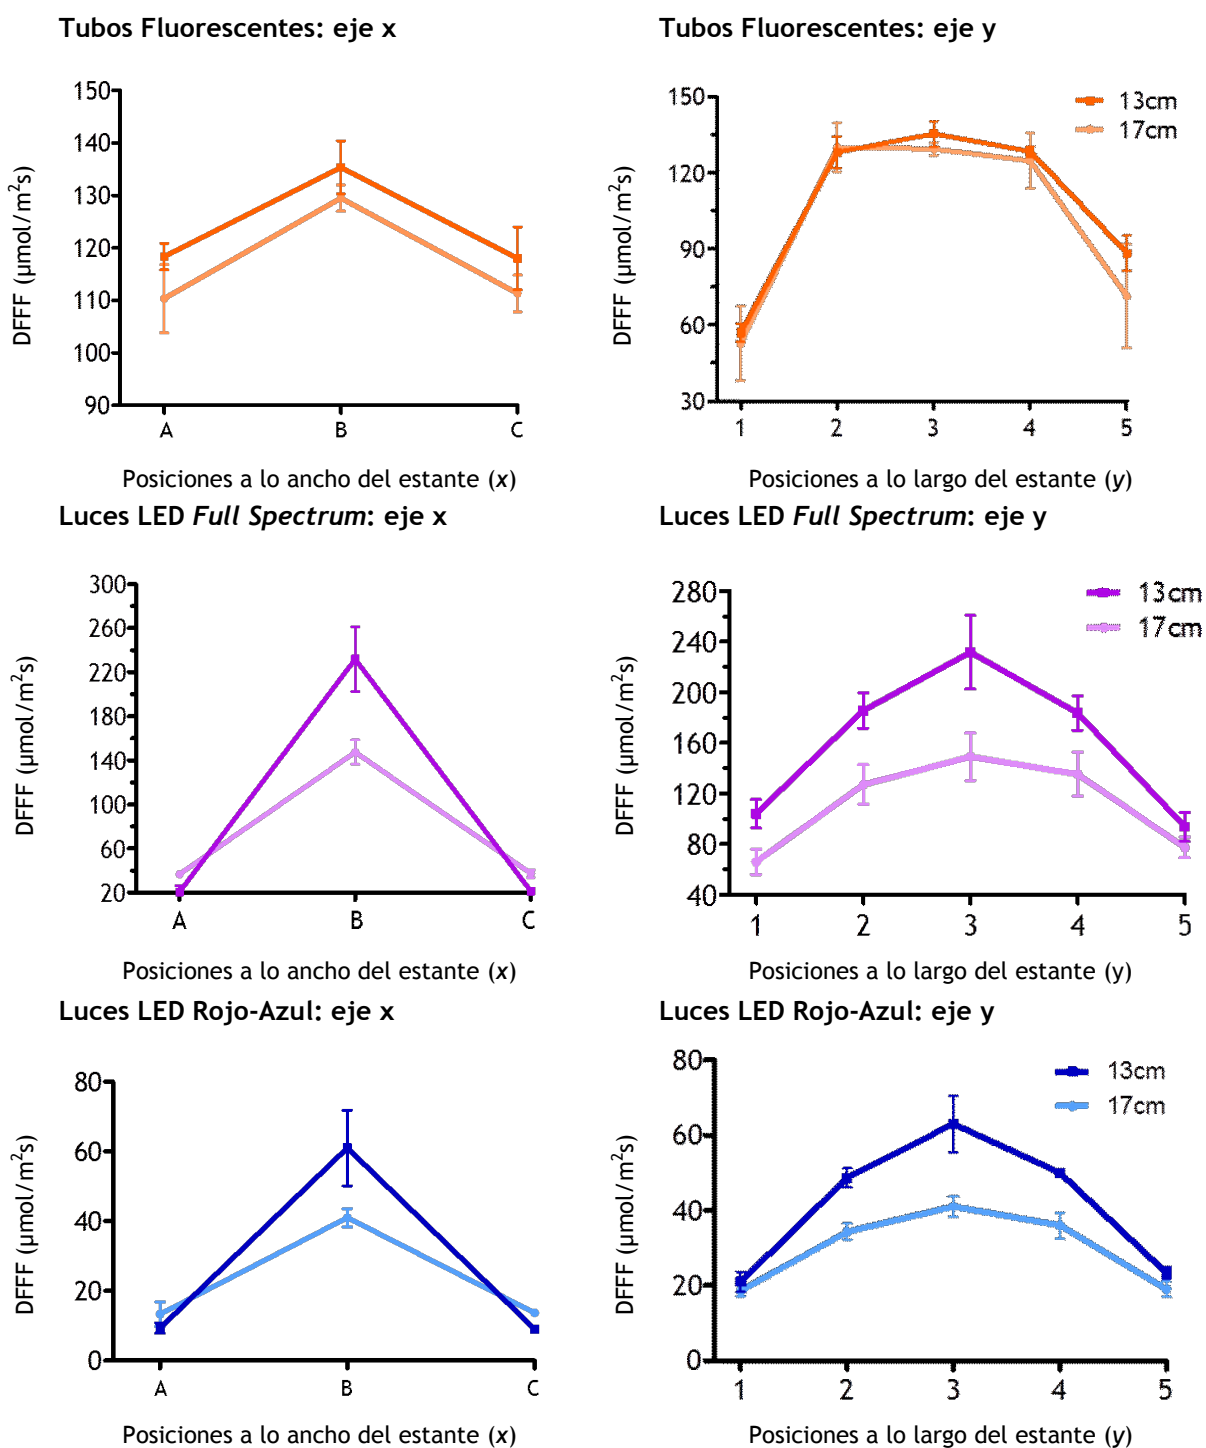 Tubos Fluorescentes: eje x
150
140
130
120
110
100
90
DFFF (µmol/m²s)
A B C
Posiciones a lo ancho del estante (x)
Tubos Fluorescentes: eje y
150
120
90
60
30
DFFF (µmol/m²s)
13cm
17cm
1 2 3 4 5
Posiciones a lo largo del estante (y)
Luces LED Full Spectrum: eje x
300
260
220
180
140
100
60
20
DFFF (µmol/m²s)
A B C
Posiciones a lo ancho del estante (x)
Luces LED Full Spectrum: eje y
280
240
200
160
120
80
40
DFFF (µmol/m²s)
13cm
17cm
1 2 3 4 5
Posiciones a lo largo del estante (y)
Luces LED Rojo-Azul: eje x
80
60
40
20
0
DFFF (µmol/m²s)
A B C
Posiciones a lo ancho del estante (x)
Luces LED Rojo-Azul: eje y
80
60
40
20
0
DFFF (µmol/m²s)
13cm
17cm
1 2 3 4 5
Posiciones a lo largo del estante (y)